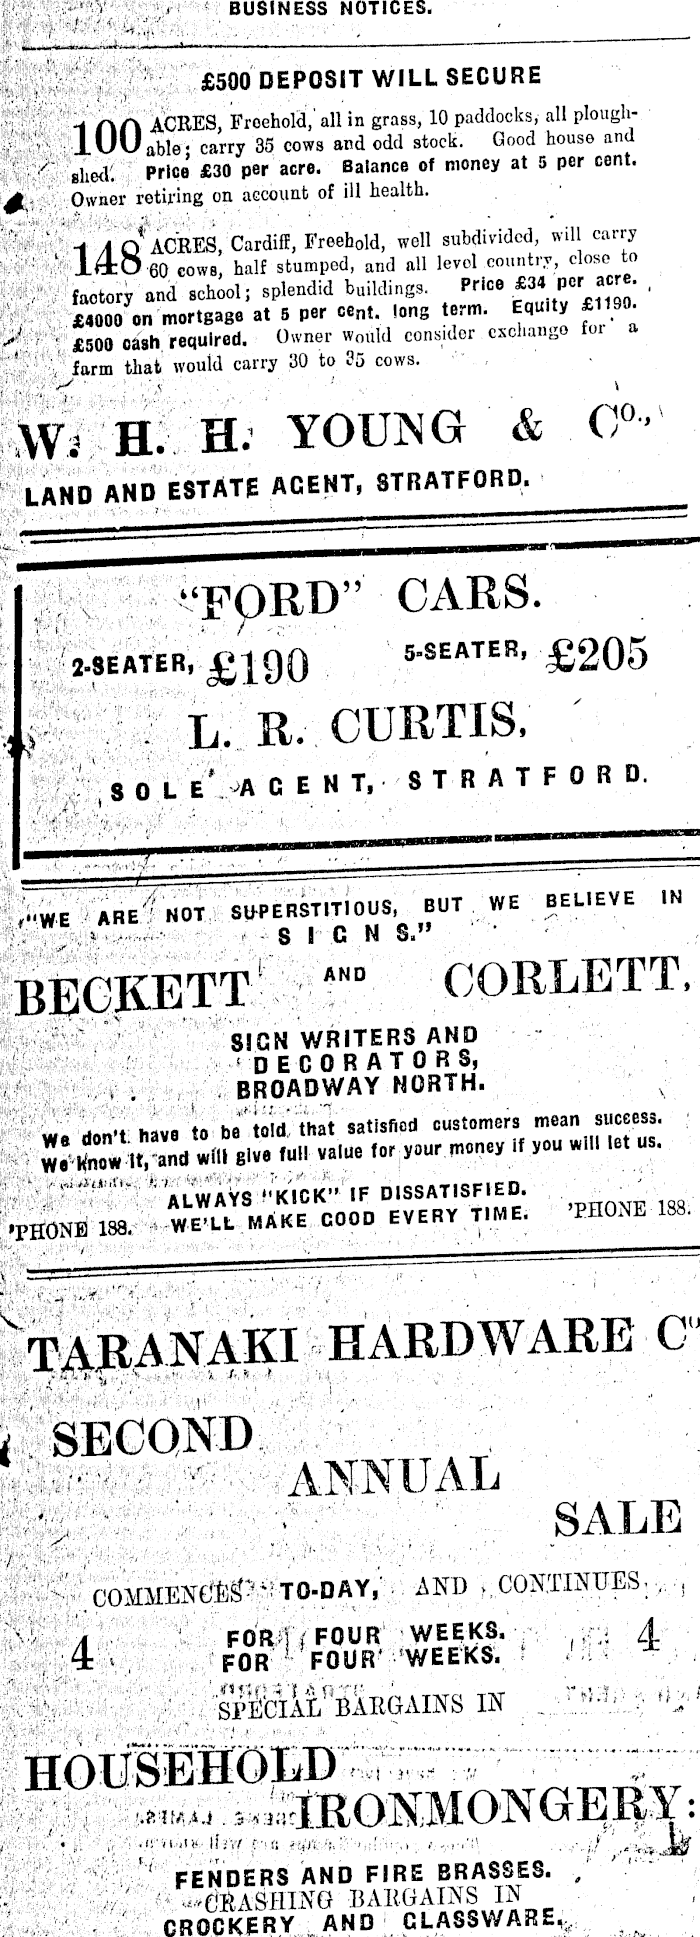 BUSINESS NOTICES.
£500 DEPOSIT WILL SECURE
100 ACRES, Freehold, all in grass, 10 paddocks, all plough-
able; carry 35 cows and odd stock. Good house and
shed. Price £30 per acre. Balance of money at 5 per cent.
Owner retiring on account of ill health.
148 ACRES, Cardiff, Freehold, well subdivided, will carry
60 cows, half stumped, and all level country, close to
factory and school; splendid buildings. Price £34 per acre.
£4000 on mortgage at 5 per cent. long term. Equity £1190.
£500 cash required. Owner would consider exchange for a
farm that would carry 30 to 35 cows.
W. H. H. YOUNG & CO.,
LAND AND ESTATE AGENT, STRATFORD.
"FORD" CARS.
2-SEATER, £190 5-SEATER, £205
L. R. CURTIS,
SOLE AGENT, STRATFORD.
"WE ARE NOT SUPERSTITIOUS, BUT WE BELIEVE IN
SIGNS."
BECKETT AND CORLETT,
SIGN WRITERS AND
DECORATORS,
BROADWAY NORTH.
We don't have to be told that satisfied customers mean success.
We know it, and will give full value for your money if you will let us.
ALWAYS "KICK" IF DISSATISFIED.
'PHONE 188. WE'LL MAKE GOOD EVERY TIME. 'PHONE 188.
TARANAKI HARDWARE Co
SECOND
ANNUAL
SALE
COMMENCES TO-DAY, AND CONTINUES
4 FOR FOUR WEEKS. 4
FOR FOUR WEEKS.
SPECIAL BARGAINS IN
HOUSEHOLD
IRONMONGERY:
FENDERS AND FIRE BRASSES.
CRASHING BARGAINS IN
CROCKERY AND GLASSWARE.